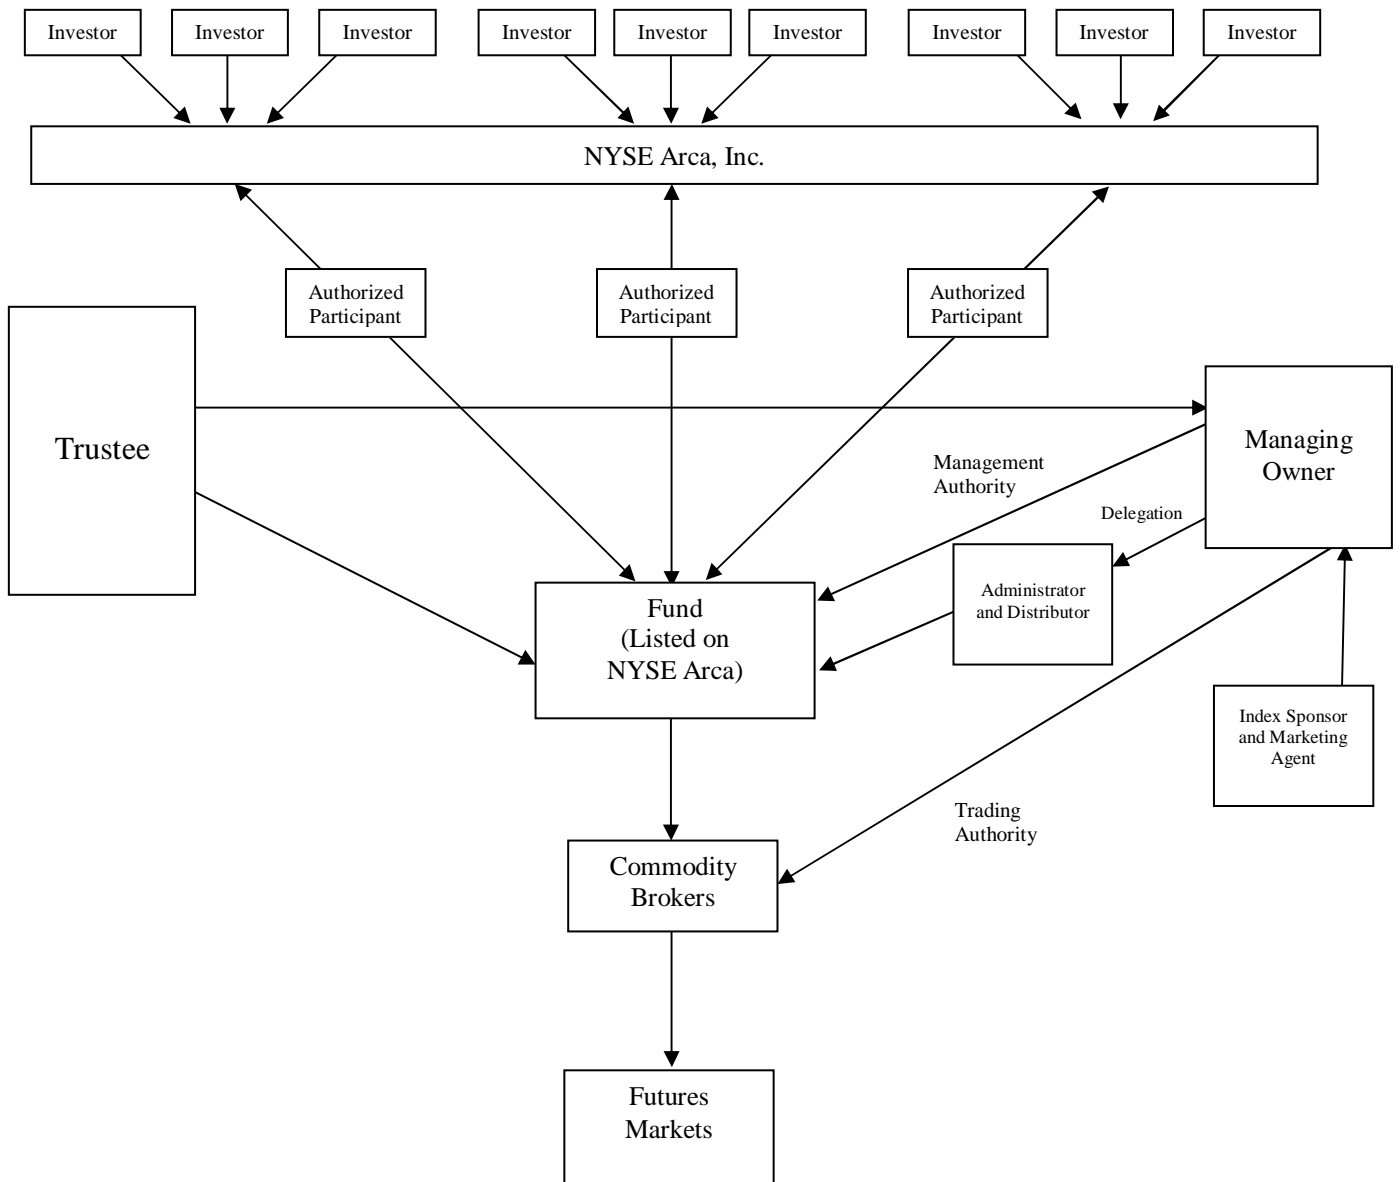 Investor
Investor
Investor
Investor
Investor
Investor
Investor
Investor
Investor
NYSE Arca, Inc.
Authorized
Participant
Authorized
Participant
Authorized
Participant
Trustee
Managing
Owner
Management
Authority
Delegation
Administrator
and Distributor
Fund
(Listed on
NYSE Arca)
Index Sponsor
and Marketing
Agent
Trading
Authority
Commodity
Brokers
Futures
Markets